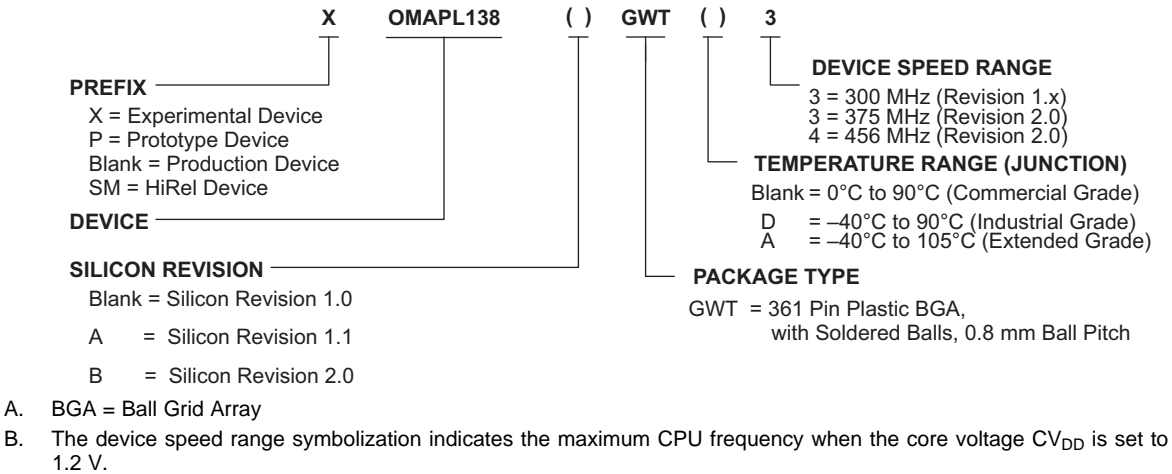 X OMAPL138 ( ) GWT ( ) 3
PREFIX
X = Experimental Device
P = Prototype Device
Blank = Production Device
SM = HiRel Device
DEVICE
SILICON REVISION
Blank = Silicon Revision 1.0
A = Silicon Revision 1.1
B = Silicon Revision 2.0
DEVICE SPEED RANGE
3 = 300 MHz (Revision 1.x)
3 = 375 MHz (Revision 2.0)
4 = 456 MHz (Revision 2.0)
TEMPERATURE RANGE (JUNCTION)
Blank = 0°C to 90°C (Commercial Grade)
D = –40°C to 90°C (Industrial Grade)
A = –40°C to 105°C (Extended Grade)
PACKAGE TYPE
GWT = 361 Pin Plastic BGA,
with Soldered Balls, 0.8 mm Ball Pitch
A. BGA = Ball Grid Array
B. The device speed range symbolization indicates the maximum CPU frequency when the core voltage CVDD is set to
1.2 V.